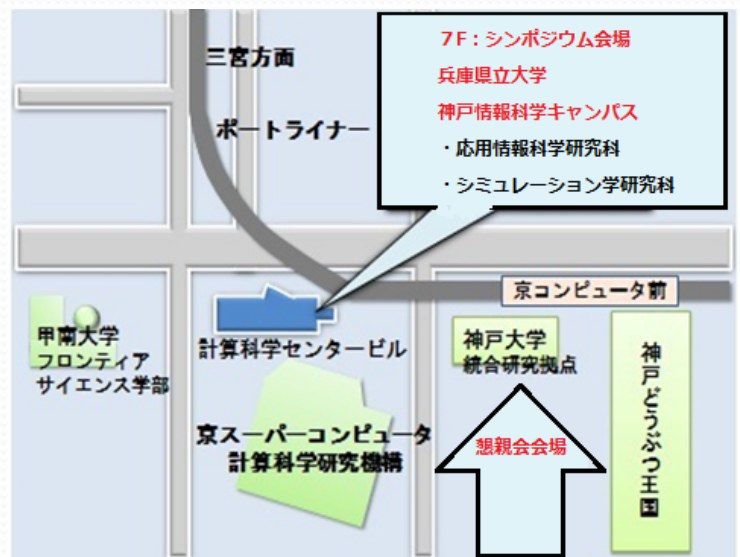 三宮方面
ポートライナー
7F：シンポジウム会場
兵庫県立大学
神戸情報科学キャンパス
・応用情報科学研究科
・シミュレーション学研究科
京コンピュータ前
甲南大学
フロンティア
サイエンス学部
計算科学センタービル
神戸大学
統合研究拠点
神戸どうぶつ王国
京スーパーコンピュータ
計算科学研究機構
懇親会会場